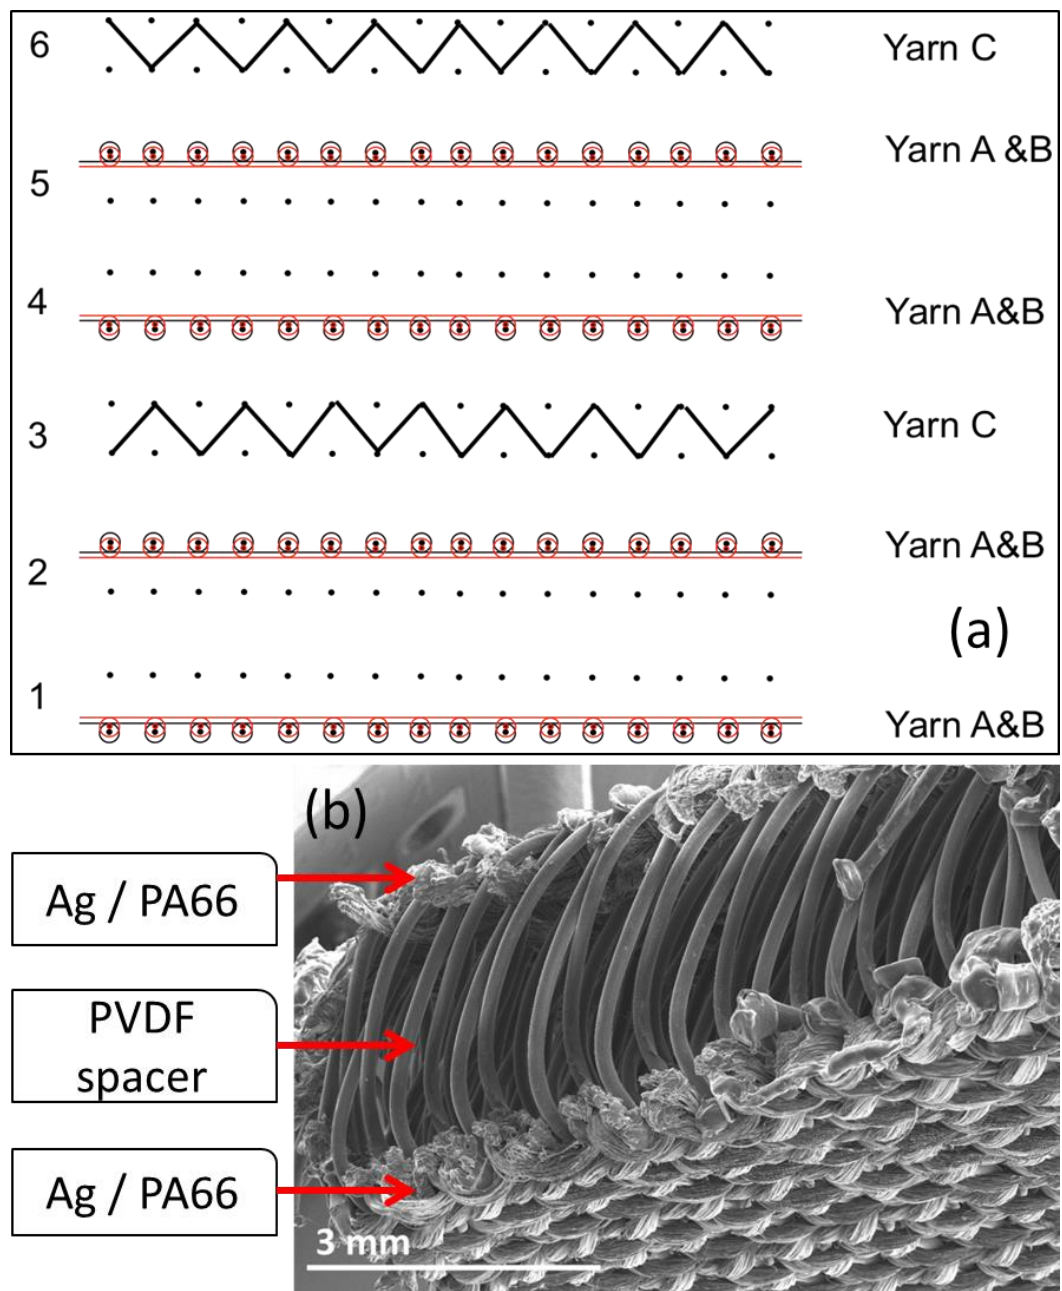 6 Yarn C
Yarn A &B
5
4 Yarn A&B
3 Yarn C
Yarn A&B
2
(a)
1
Yarn A&B
(b)
Ag / PA66
PVDF
spacer
Ag / PA66
3 mm